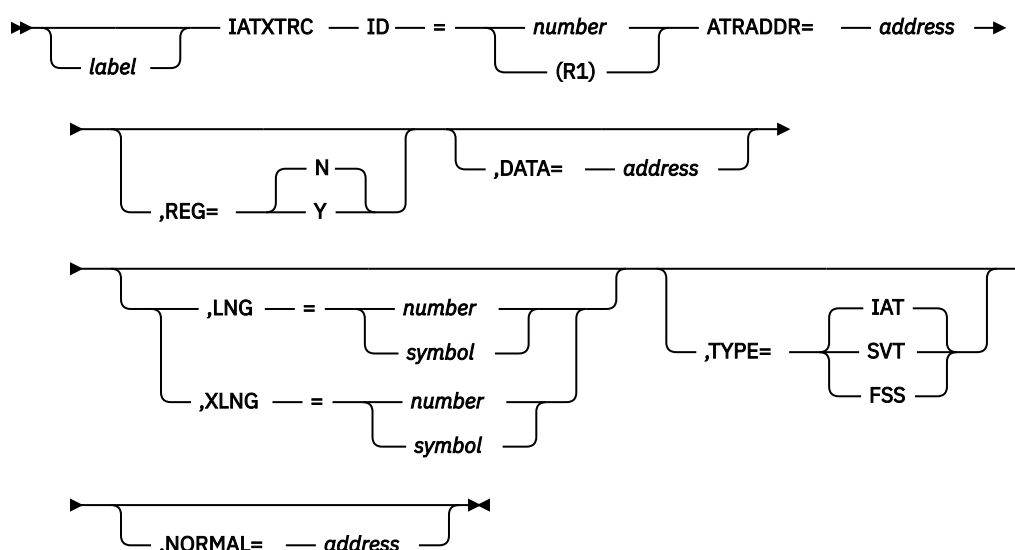 IATXTRC ID = number ATRADDR= address
label (R1)
N
,DATA= address
,REG= Y
,LNG = number IAT
symbol ,TYPE= SVT
,XLNG = number FSS
symbol
,NORMAL= address